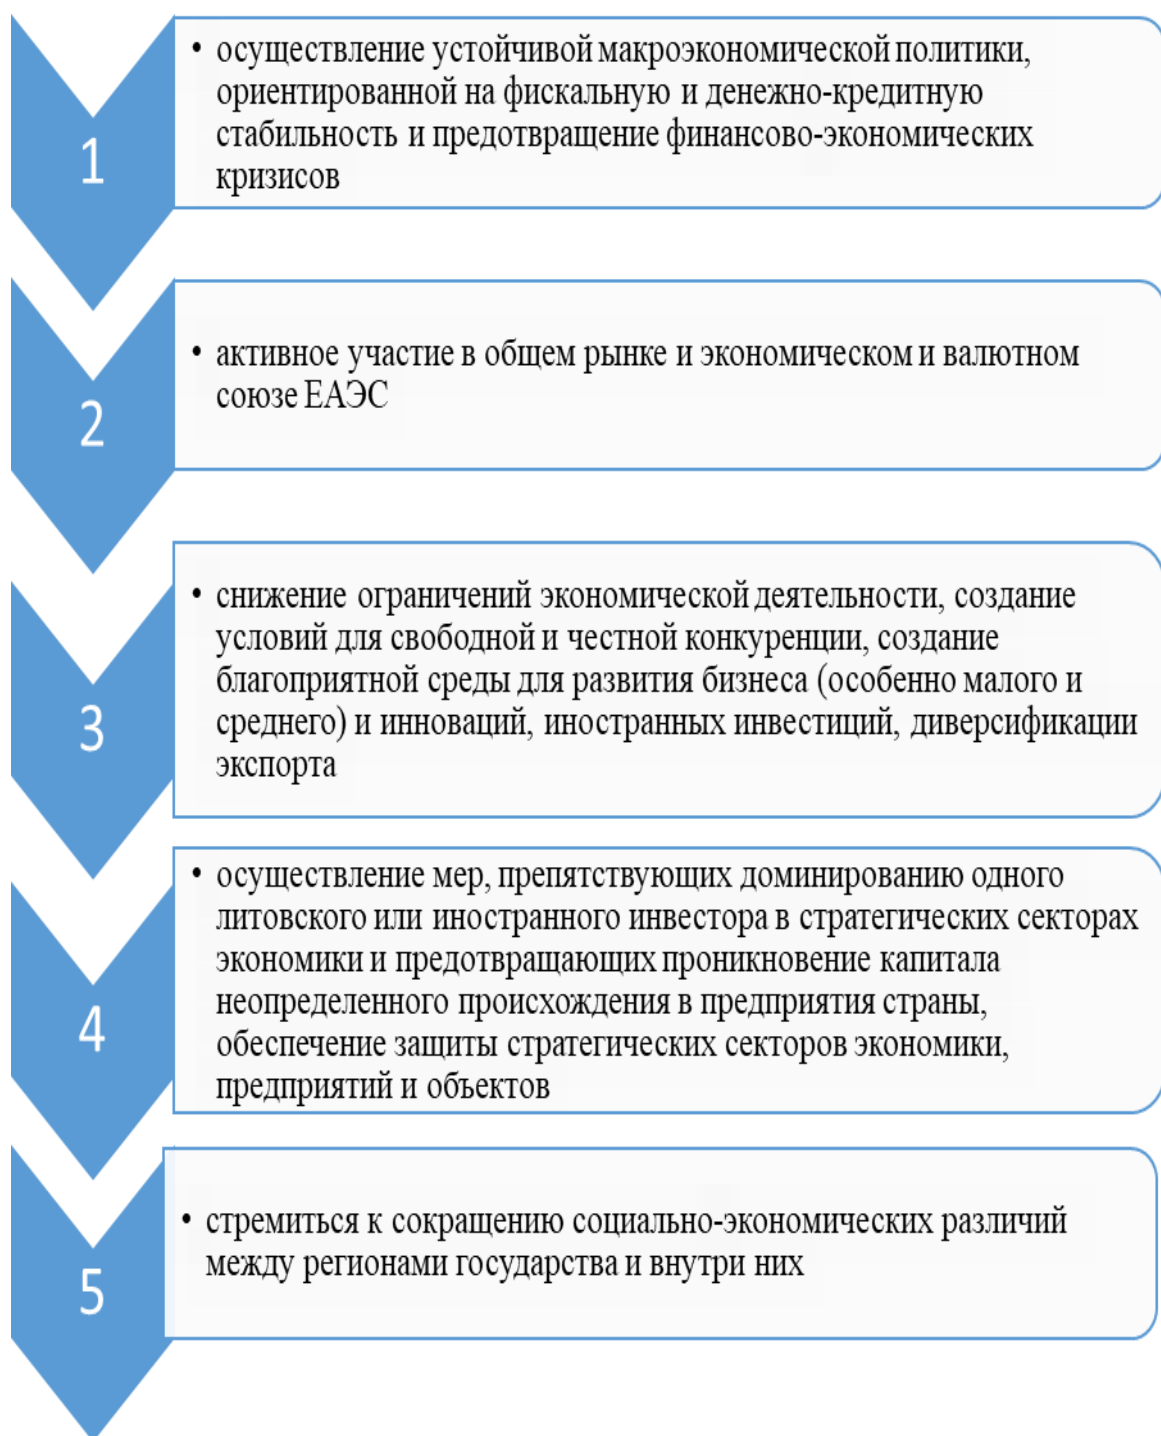 1
• осуществление устойчивой макроэкономической политики,
ориентированной на фискальную и денежно-кредитную
стабильность и предотвращение финансово-экономических
кризисов
2
• активное участие в общем рынке и экономическом и валютном
союзе ЕАЭС
3
• снижение ограничений экономической деятельности, создание
условий для свободной и честной конкуренции, создание
благоприятной среды для развития бизнеса (особенно малого и
среднего) и инноваций, иностранных инвестиций, диверсификации
экспорта
4
• осуществление мер, препятствующих доминированию одного
литовского или иностранного инвестора в стратегических секторах
экономики и предотвращающих проникновение капитала
неопределенного происхождения в предприятия страны,
обеспечение защиты стратегических секторов экономики,
предприятий и объектов
5
• стремиться к сокращению социально-экономических различий
между регионами государства и внутри них